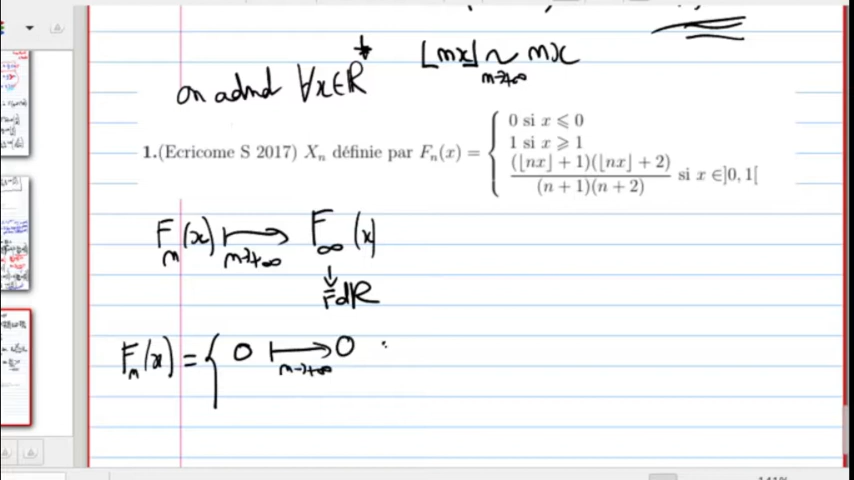 on admet ∀x∈ℝ⁺ ⌊nx⌋ ~ nx
n→+∞
1.(Ecricome S 2017) Xₙ définie par Fₙ(x) = { 0 si x ⩽ 0
1 si x ⩾ 1
(⌊nx⌋ + 1)(⌊nx⌋ + 2) / (n + 1)(n + 2) si x ∈]0, 1[
Fₙ(x) ⟼ F∞(x)
n→+∞
↓
FdR
Fₙ(x) = { 0 ⟼ 0
n→+∞